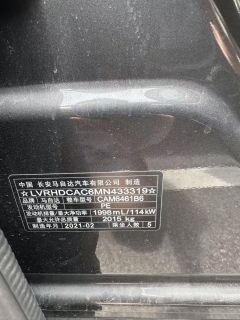 中国 长安马自达汽车有限公司 制造
☆LVRHDCAC6MN433319☆
品牌 马自达 整车型号 CAM6461B6
发动机型号 PE
发动机排量/最大净功率 1998mL/114kW
最大允许总质量 2015 kg
制造年月 2021-02 乘坐人数 5